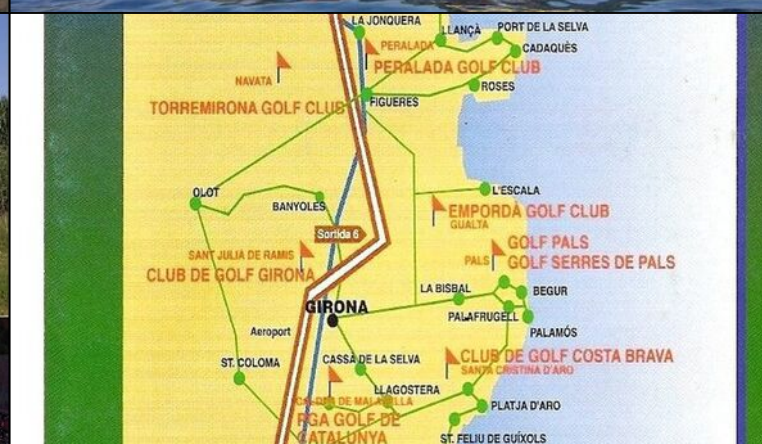 LA JONQUERA
LLANÇÀ
PORT DE LA SELVA
CADAQUÈS
PERALADA
PERALADA GOLF CLUB
NAVATA
TORREMIRONA GOLF CLUB
FIGUERES
ROSES
OLOT
BANYOLES
L'ESCALA
EMPORDÀ GOLF CLUB
GUALTA
Sortida 6
SANT JULIÀ DE RAMIS
CLUB DE GOLF GIRONA
GOLF PALS
PALS
GOLF SERRES DE PALS
LA BISBAL
BEGUR
GIRONA
PALAFRUGELL
PALAMÓS
Aeroport
ST. COLOMA
CASSÀ DE LA SELVA
CLUB DE GOLF COSTA BRAVA
SANTA CRISTINA D'ARO
LLAGOSTERA
CALDES DE MALAVELLA
PGA GOLF DE
CATALUNYA
PLATJA D'ARO
ST. FELIU DE GUÍXOLS